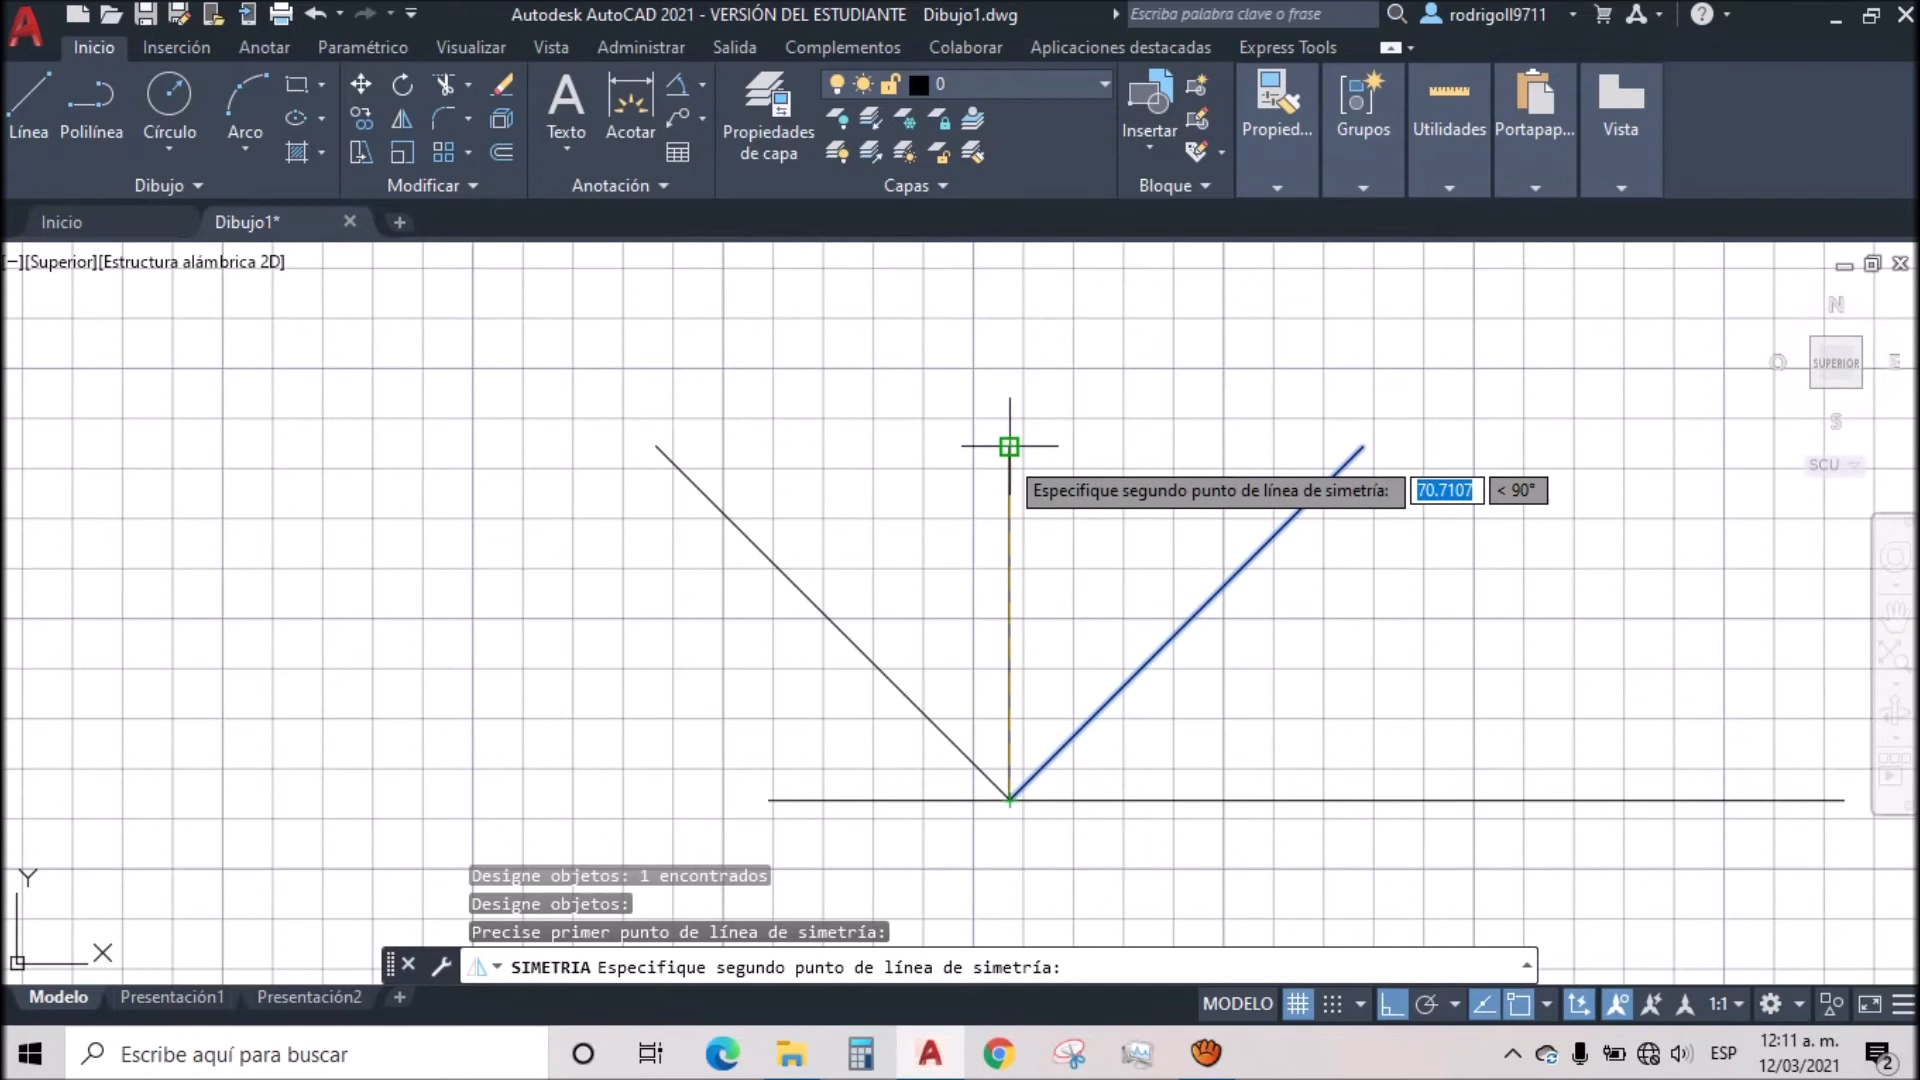 Autodesk AutoCAD 2021 - VERSIÓN DEL ESTUDIANTE Dibujo1.dwg
Escriba palabra clave o frase
rodrigoll9711
Inicio Inserción Anotar Paramétrico Visualizar Vista Administrar Salida Complementos Colaborar Aplicaciones destacadas Express Tools
0
Línea Polilínea Círculo Arco
A
Texto Acotar
Propiedades de capa
Insertar
Propied... Grupos Utilidades Portapap... Vista
Dibujo Modificar Anotación Capas Bloque
Inicio Dibujo1*
[−][Superior][Estructura alámbrica 2D]
N
O SUPERIOR E
S
SCU
Especifique segundo punto de línea de simetría: 70.7107 < 90°
Designe objetos: 1 encontrados
Designe objetos:
Precise primer punto de línea de simetría:
SIMETRIA Especifique segundo punto de línea de simetría:
Y
X
Modelo Presentación1 Presentación2
MODELO 1:1
Escribe aquí para buscar
ESP
12:11 a. m.
12/03/2021
2